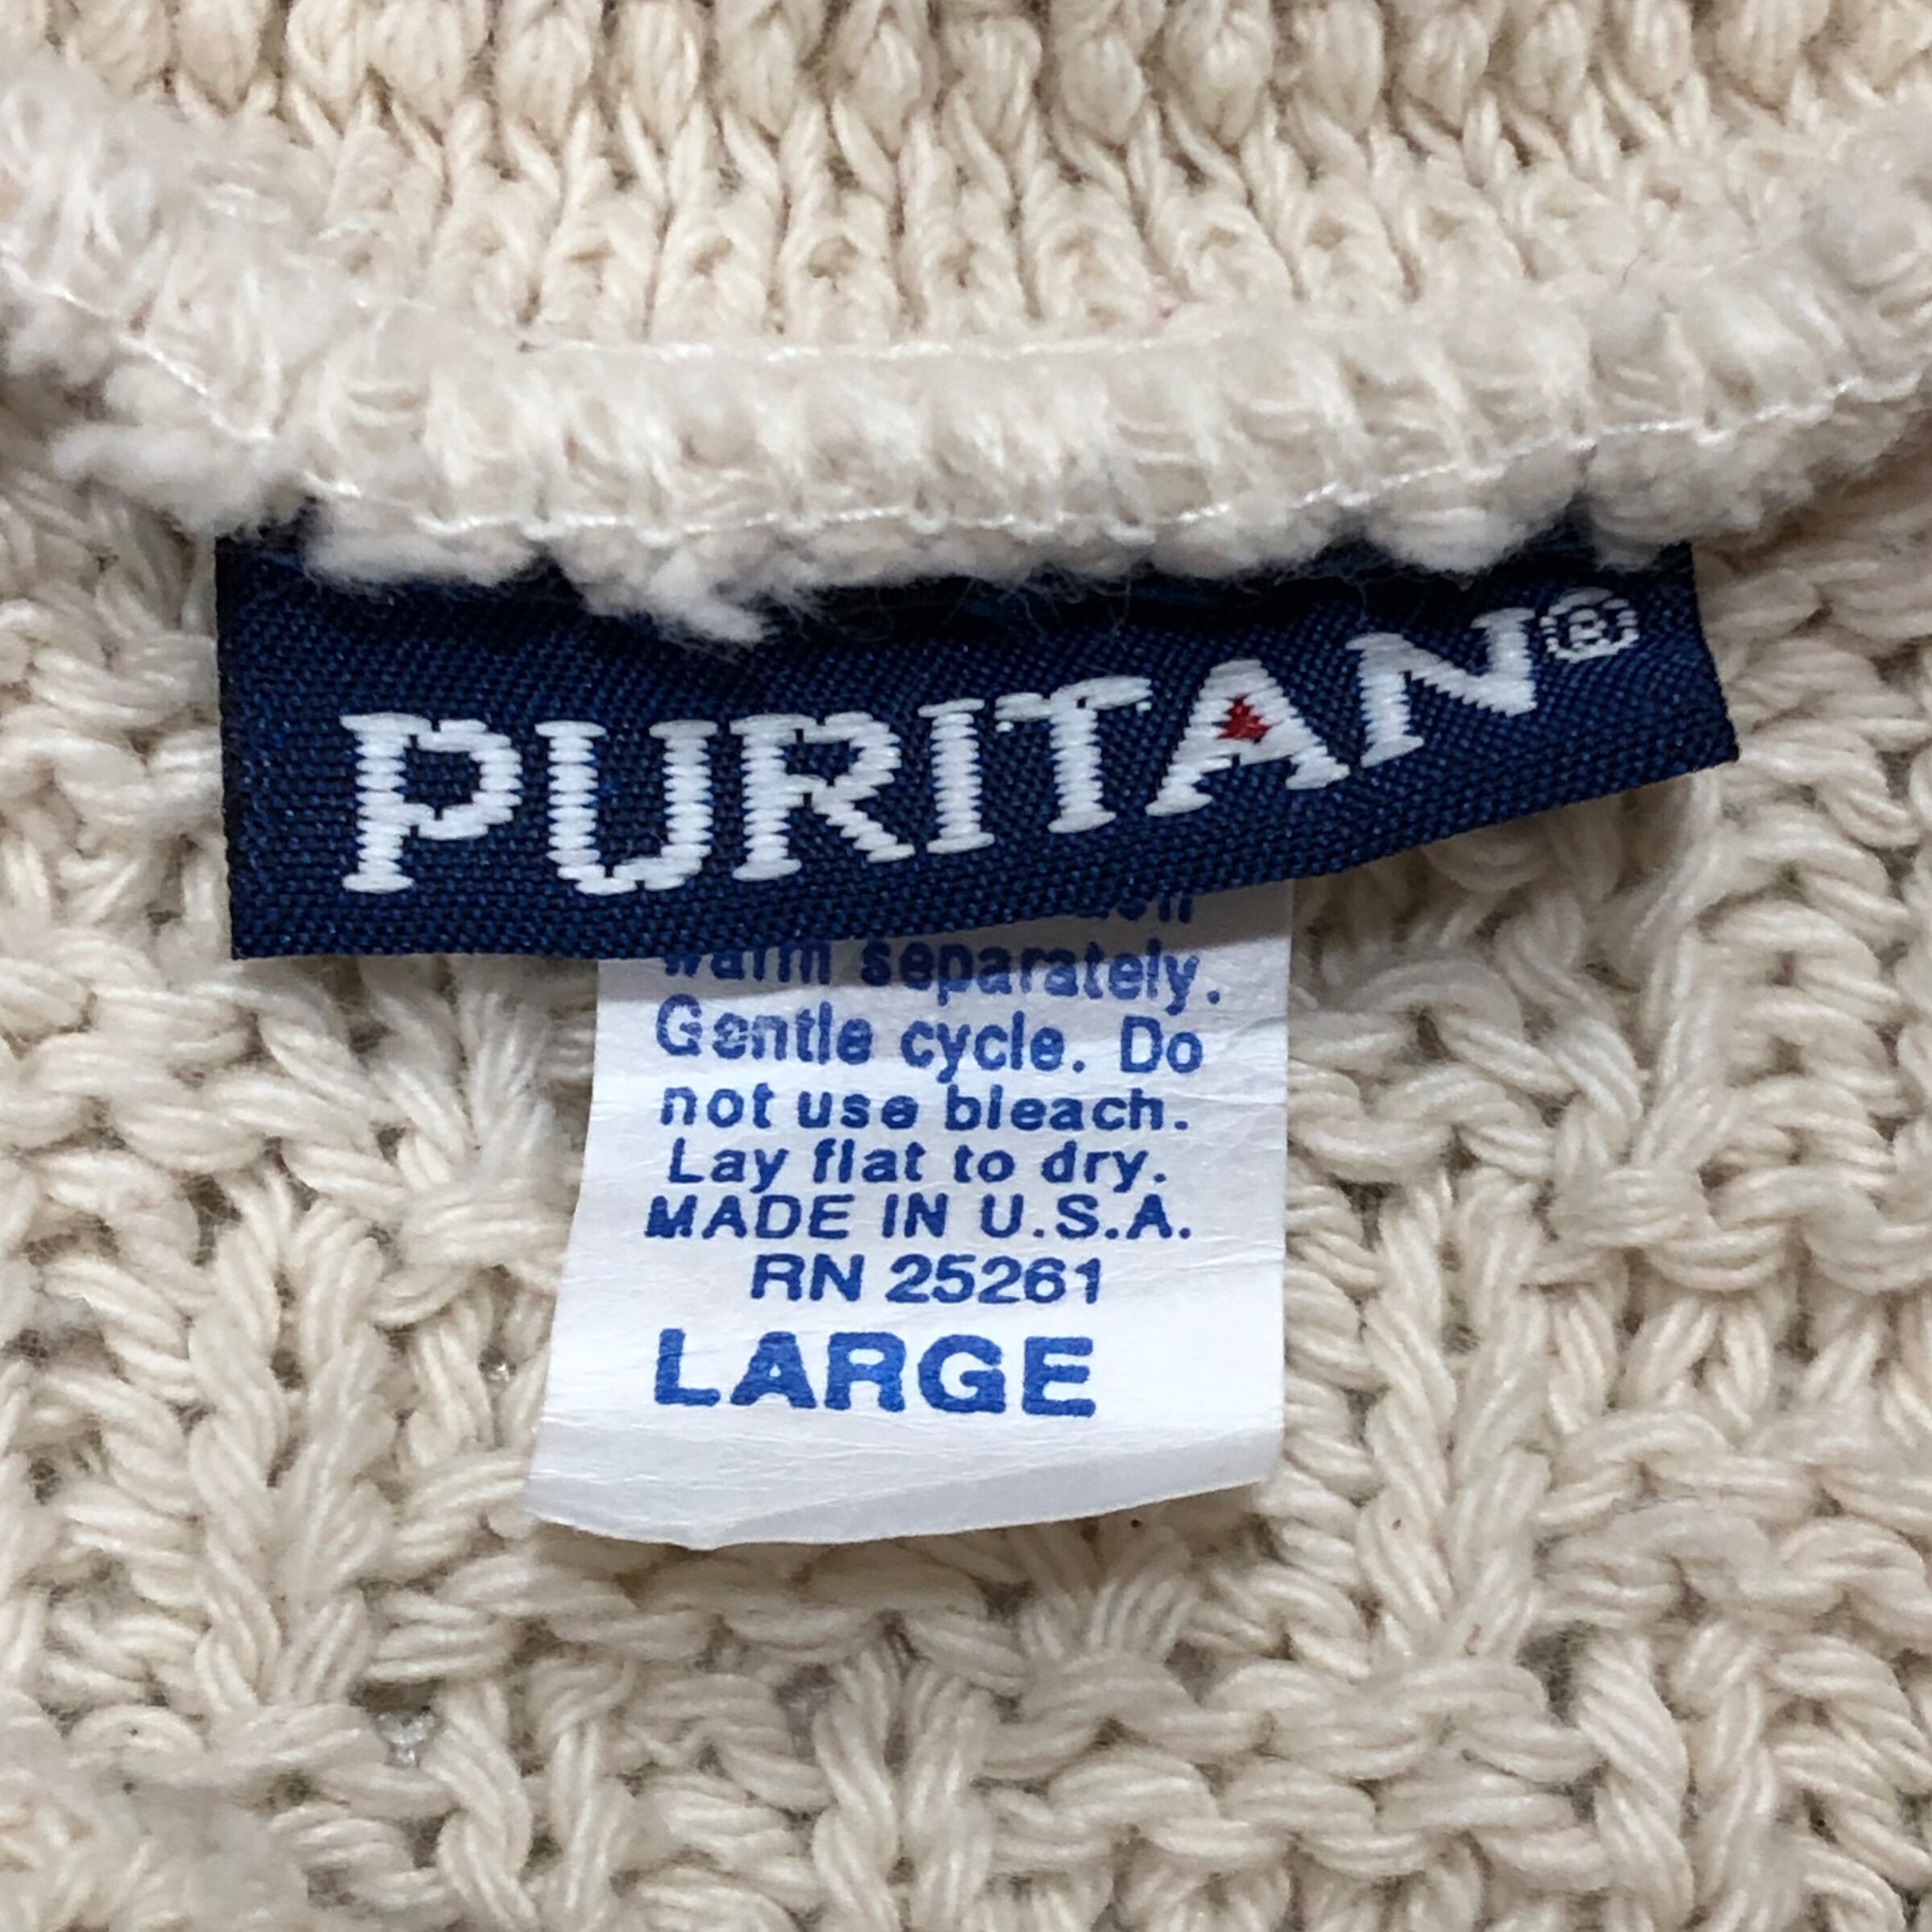 PURITAN®
warm separately.
Gentle cycle. Do
not use bleach.
Lay flat to dry.
MADE IN U.S.A.
RN 25261
LARGE